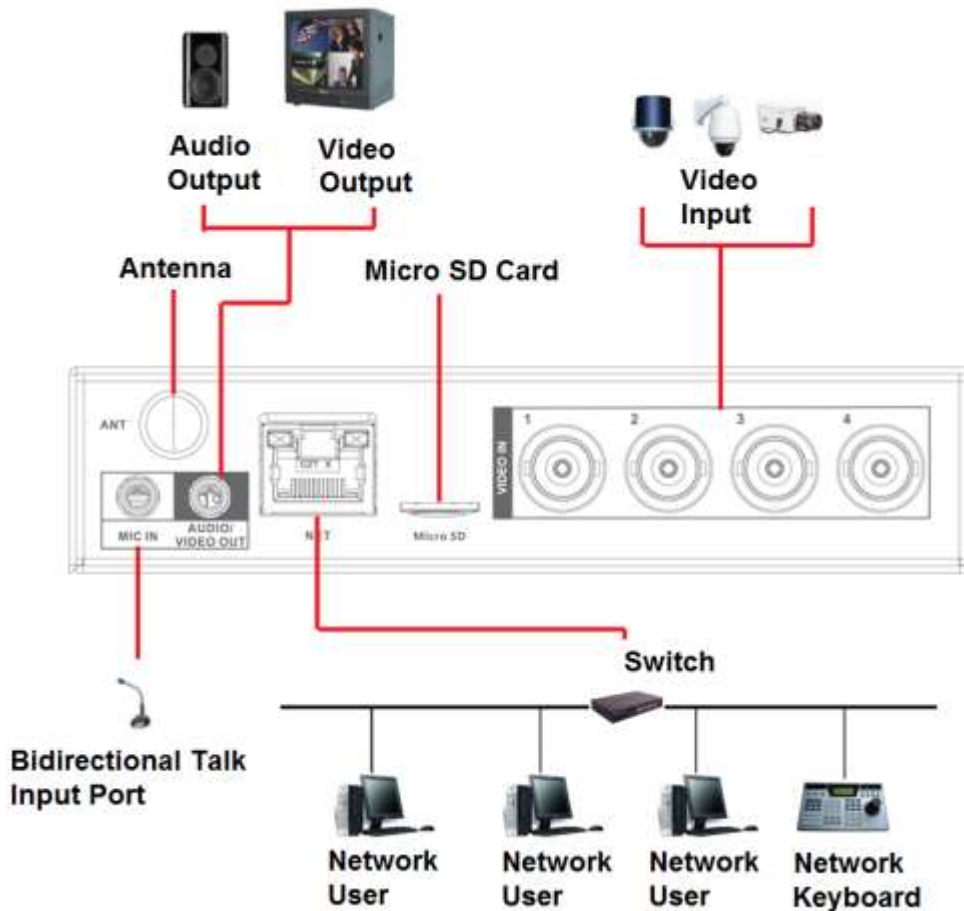 Audio
Output
Video
Output
Video
Input
Antenna
Micro SD Card
ANT
MIC IN
AUDIO/
VIDEO OUT
NET
Micro SD
VIDEO IN
1
2
3
4
Switch
Bidirectional Talk
Input Port
Network
User
Network
User
Network
User
Network
Keyboard